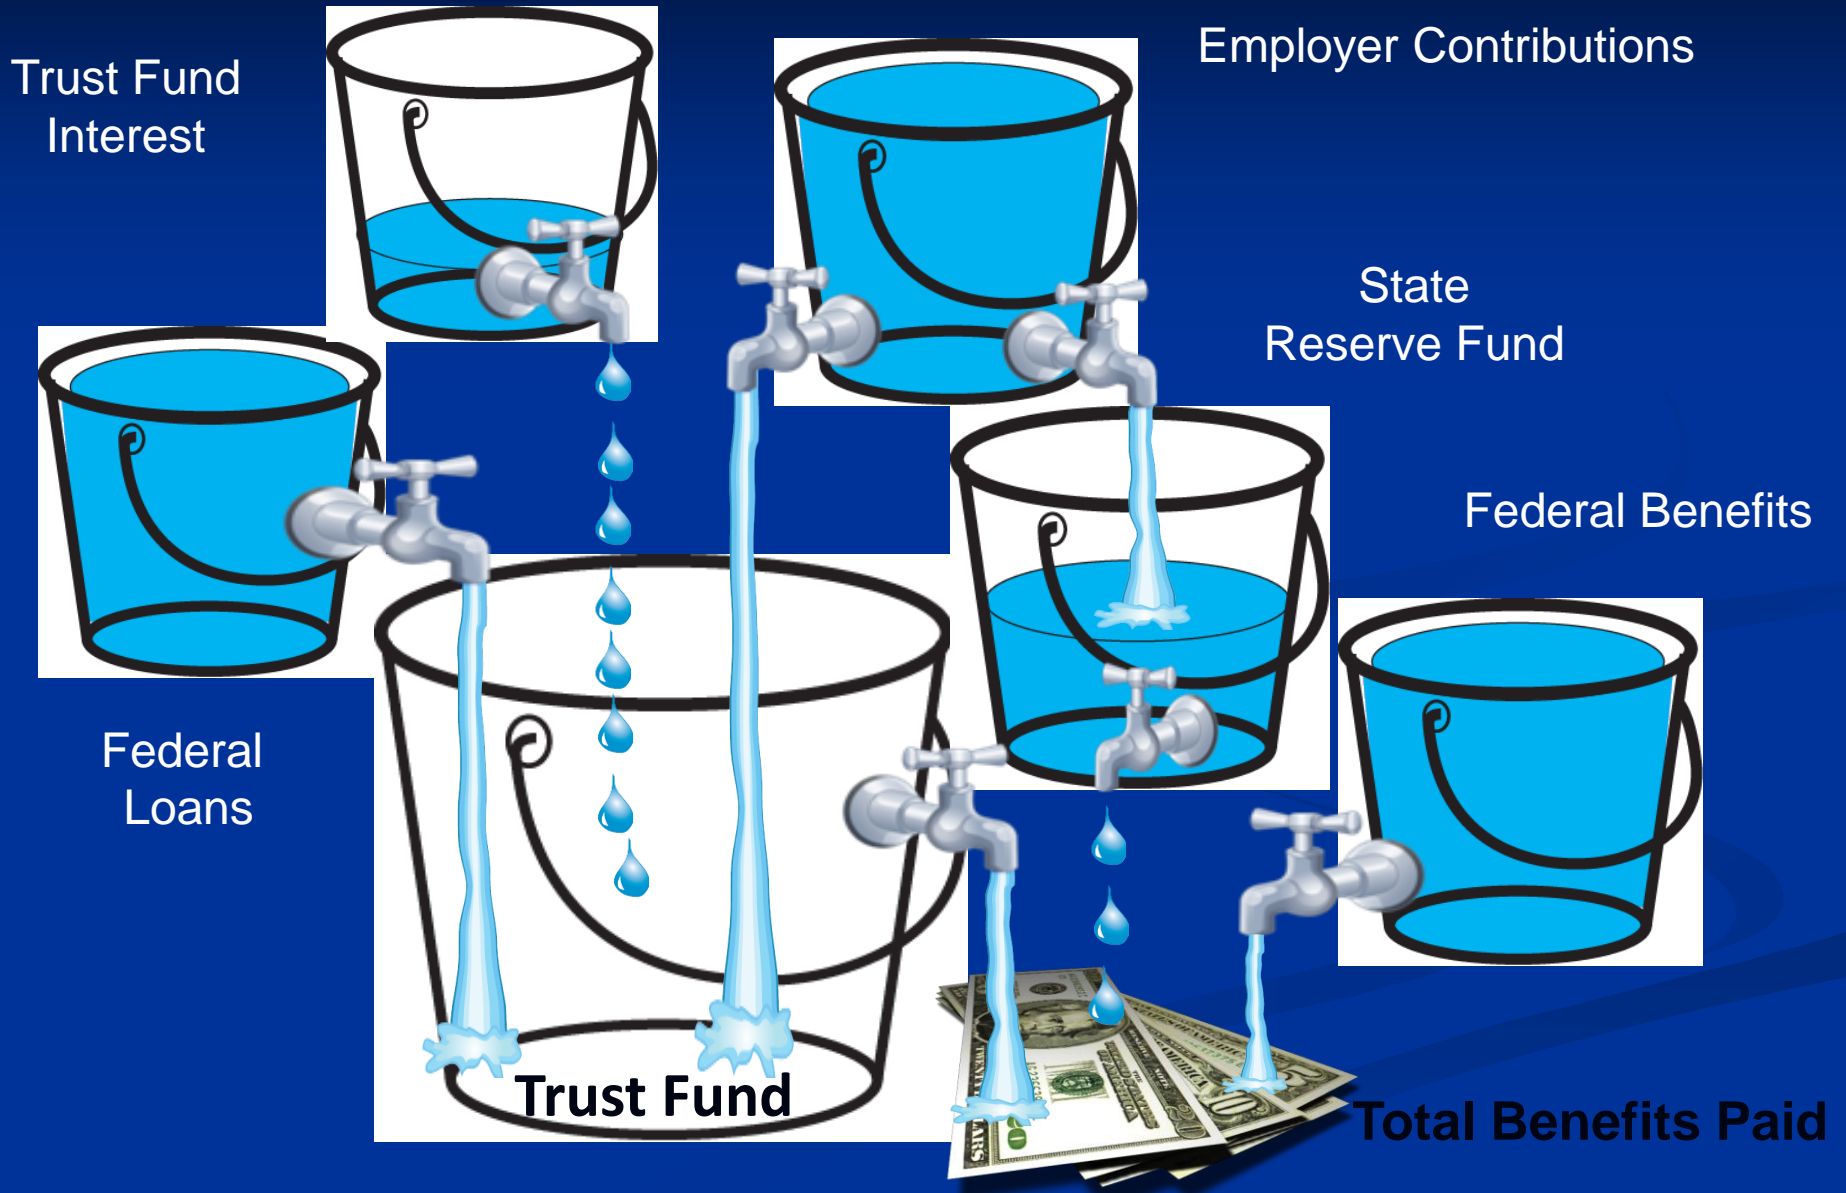 Trust Fund
Interest
Employer Contributions
State
Reserve Fund
Federal Benefits
Federal
Loans
Trust Fund
Total Benefits Paid